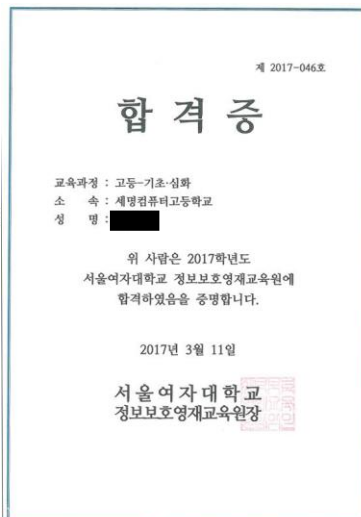 제 2017-046호
합격증
교육과정 : 고등-기초·심화
소 속 : 세명컴퓨터고등학교
성 명 :
위 사람은 2017학년도
서울여자대학교 정보보호영재교육원에
합격하였음을 증명합니다.
2017년 3월 11일
서울여자대학교
정보보호영재교육원장